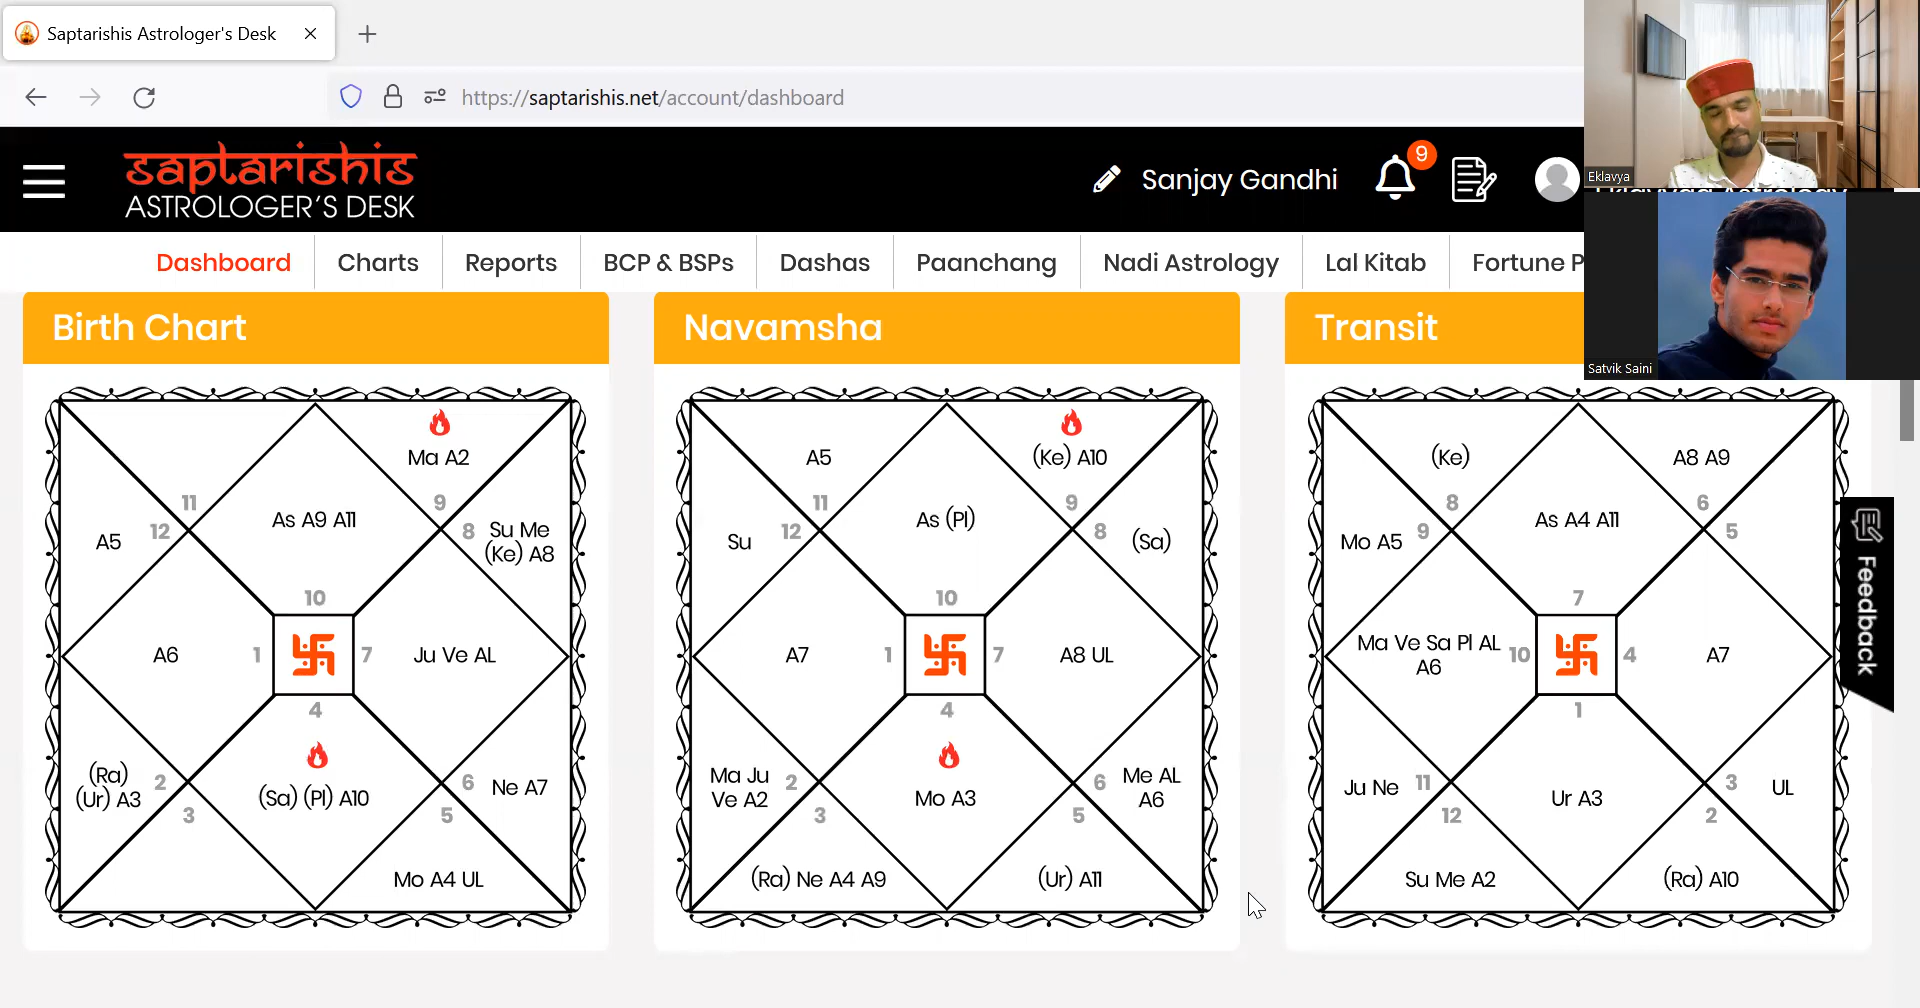 Saptarishis Astrologer's Desk
https://saptarishis.net/account/dashboard
saptarishis
ASTROLOGER'S DESK
Sanjay Gandhi
9
Eklavya
Satvik Saini
Dashboard
Charts
Reports
BCP & BSPs
Dashas
Paanchang
Nadi Astrology
Lal Kitab
Fortune P
Birth Chart
Ma A2
11
9
As A9 A11
12
8
A5
Su Me
(Ke) A8
10
A6
1
7
Ju Ve AL
4
(Ra)
(Ur) A3
2
(Sa) (Pl) A10
6
Ne A7
3
5
Mo A4 UL
Navamsha
A5
(Ke) A10
11
9
As (Pl)
12
8
Su
(Sa)
10
A7
1
7
A8 UL
4
Ma Ju
Ve A2
2
Mo A3
6
Me AL
A6
3
5
(Ra) Ne A4 A9
(Ur) A11
Transit
(Ke)
A8 A9
8
6
As A4 A11
9
5
Mo A5
7
Ma Ve Sa Pl AL
A6
10
4
A7
1
Ju Ne
11
Ur A3
3
UL
12
2
Su Me A2
(Ra) A10
Feedback